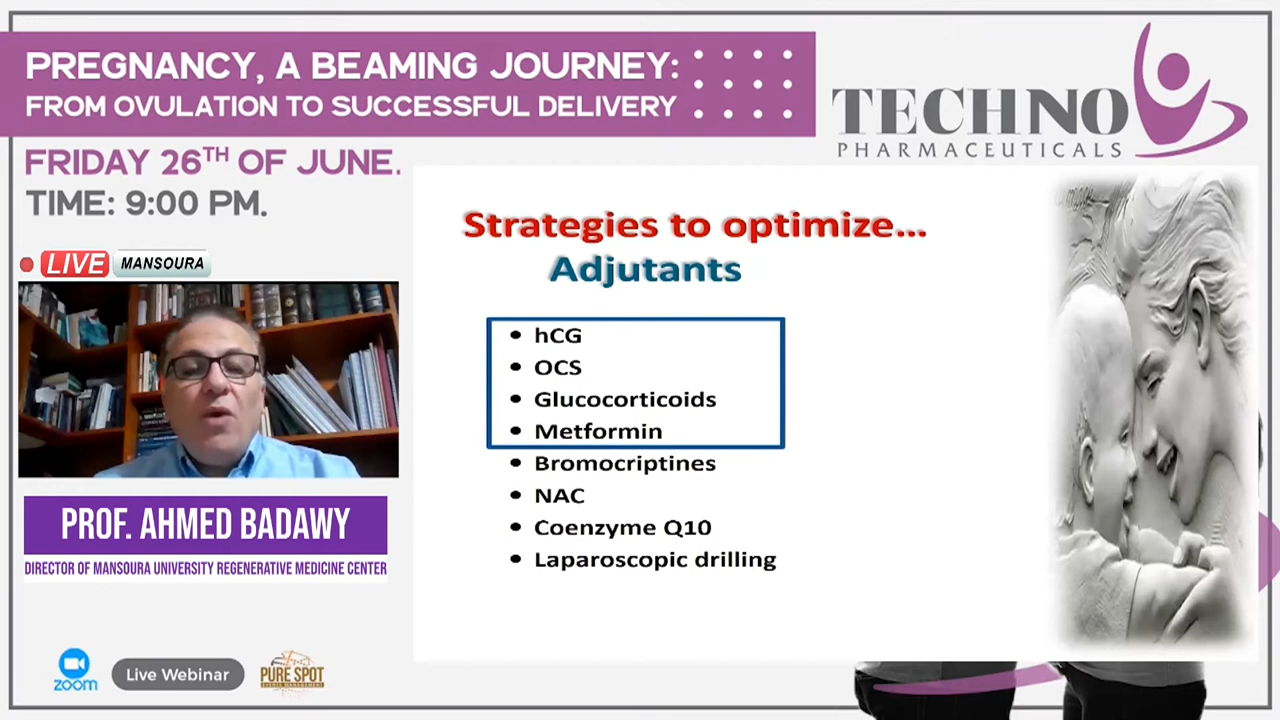 PREGNANCY, A BEAMING JOURNEY:
FROM OVULATION TO SUCCESSFUL DELIVERY
TECHNO
PHARMACEUTICALS
FRIDAY 26TH OF JUNE.
TIME: 9:00 PM.
LIVE MANSOURA
Strategies to optimize...
Adjutants
• hCG
• OCS
• Glucocorticoids
• Metformin
• Bromocriptines
• NAC
• Coenzyme Q10
• Laparoscopic drilling
PROF. AHMED BADAWY
DIRECTOR OF MANSOURA UNIVERSITY REGENERATIVE MEDICINE CENTER
zoom
Live Webinar
PURE SPOT
EVENTS MANAGEMENT